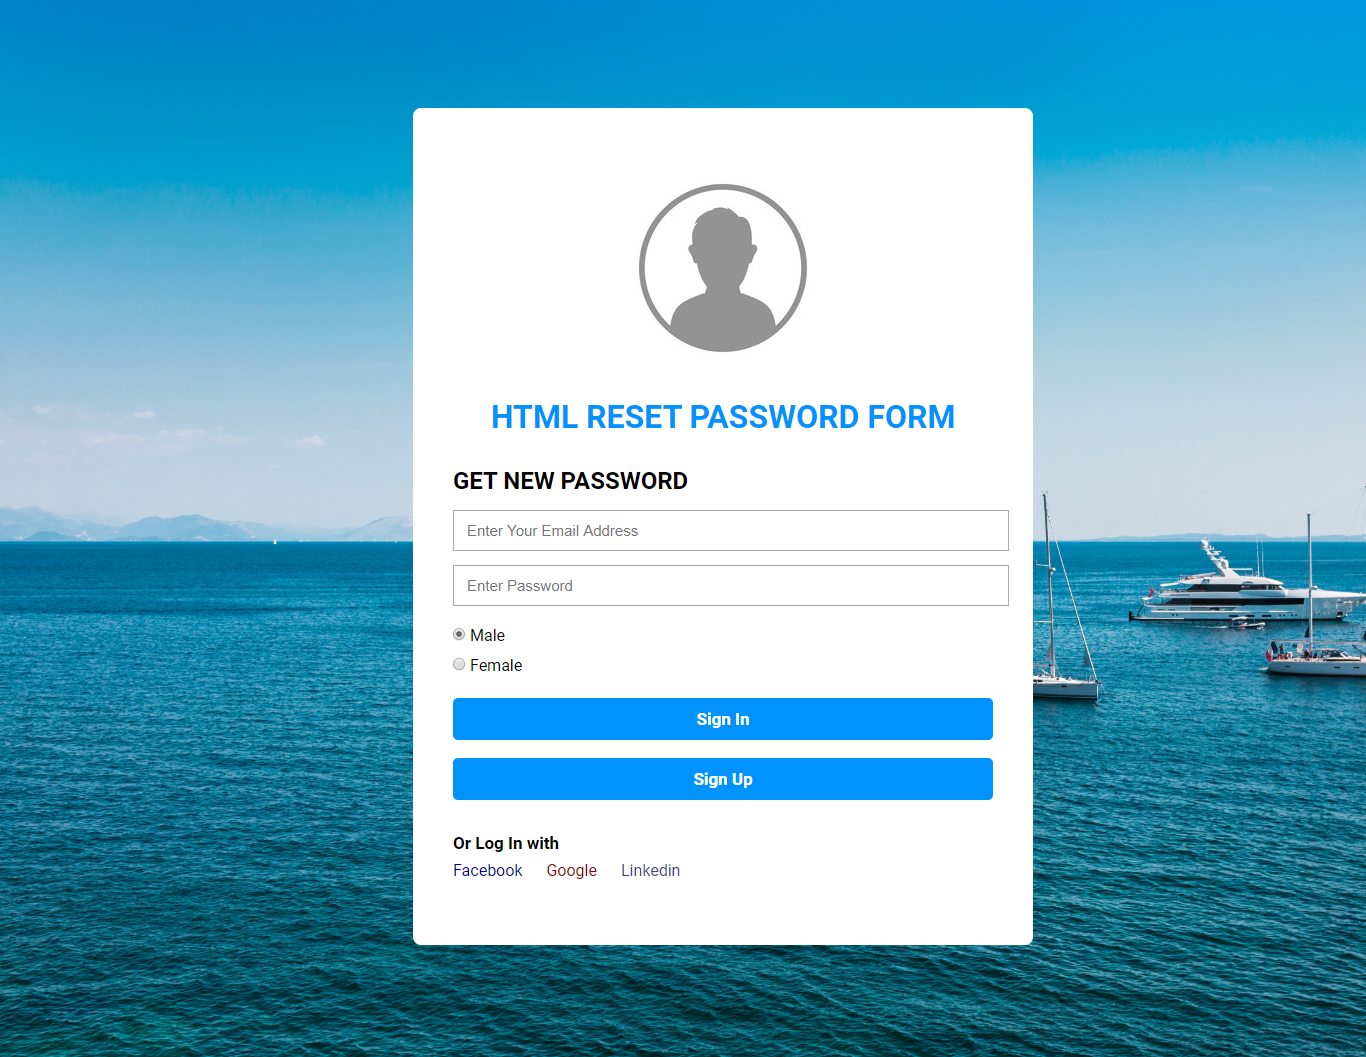 HTML RESET PASSWORD FORM
GET NEW PASSWORD
Enter Your Email Address
Enter Password
Male
Female
Sign In
Sign Up
Or Log In with
Facebook Google Linkedin